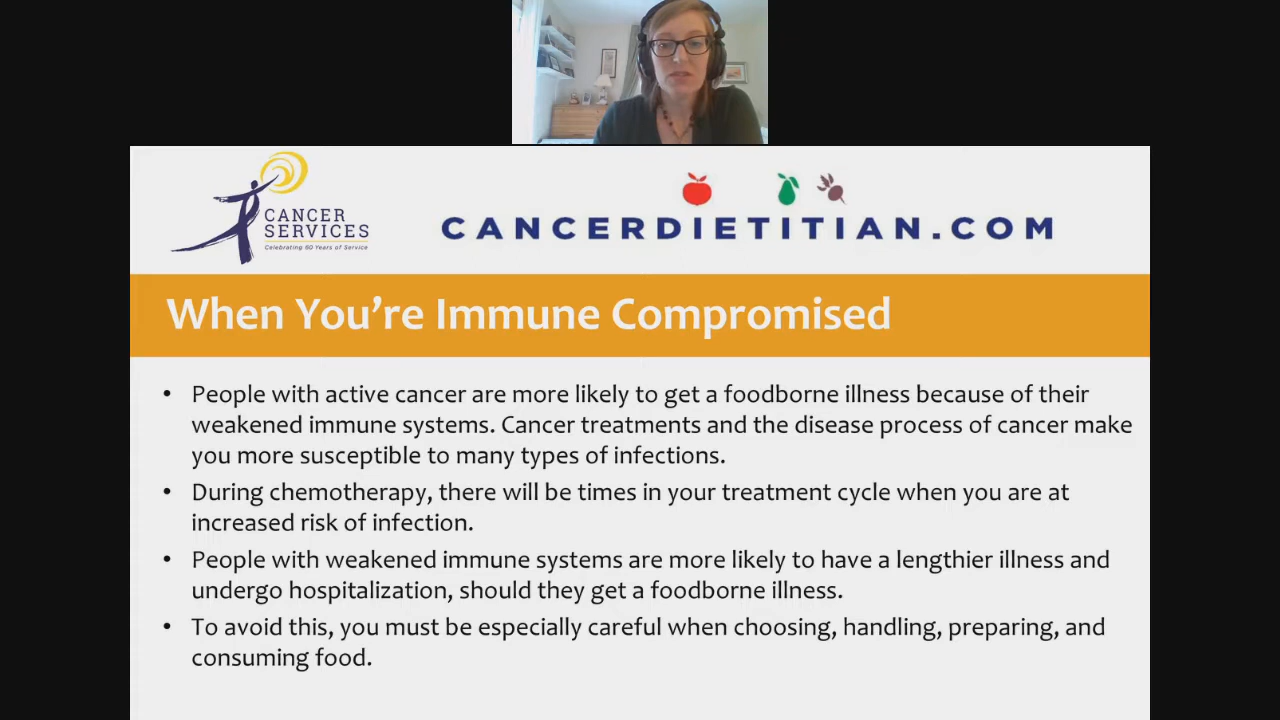 CANCER
SERVICES
Celebrating 60 Years of Service
CANCERDIETITIAN.COM
When You're Immune Compromised
• People with active cancer are more likely to get a foodborne illness because of their
weakened immune systems. Cancer treatments and the disease process of cancer make
you more susceptible to many types of infections.
• During chemotherapy, there will be times in your treatment cycle when you are at
increased risk of infection.
• People with weakened immune systems are more likely to have a lengthier illness and
undergo hospitalization, should they get a foodborne illness.
• To avoid this, you must be especially careful when choosing, handling, preparing, and
consuming food.